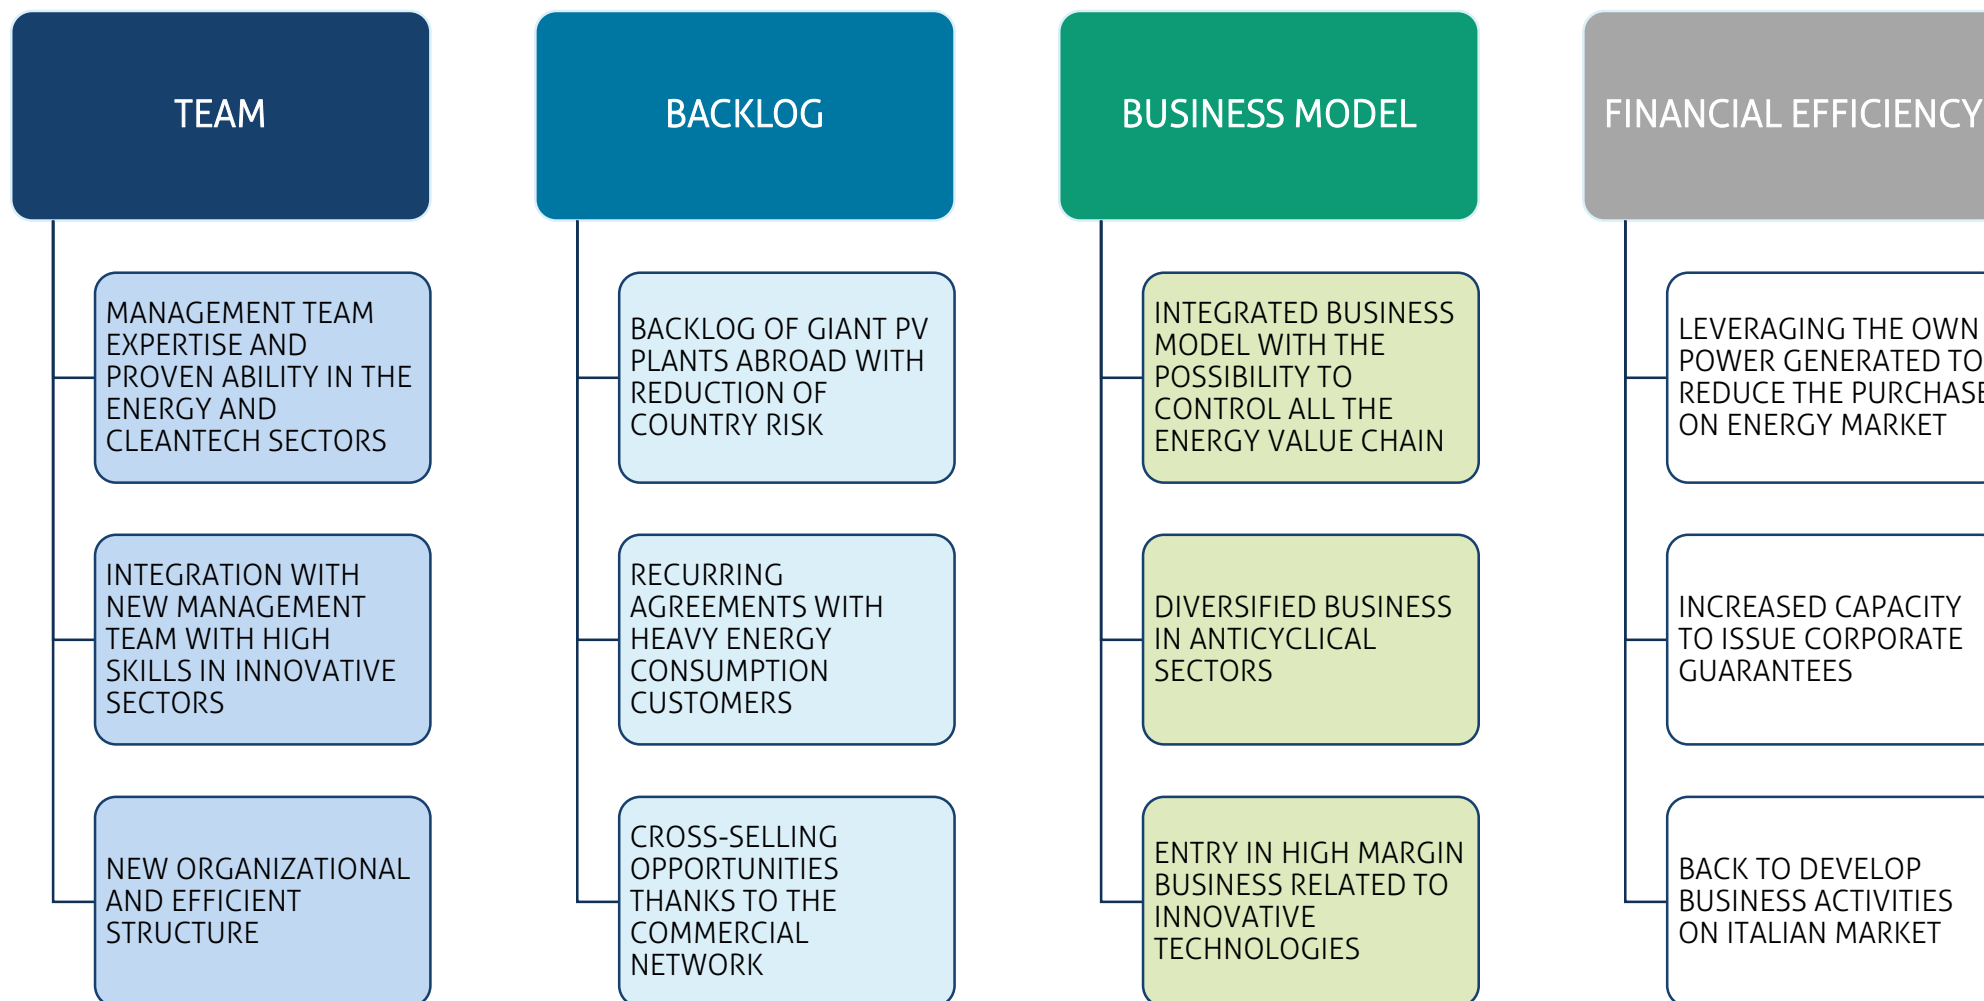 TEAM
MANAGEMENT TEAM
EXPERTISE AND
PROVEN ABILITY IN THE
ENERGY AND
CLEANTECH SECTORS
INTEGRATION WITH
NEW MANAGEMENT
TEAM WITH HIGH
SKILLS IN INNOVATIVE
SECTORS
NEW ORGANIZATIONAL
AND EFFICIENT
STRUCTURE
BACKLOG
BACKLOG OF GIANT PV
PLANTS ABROAD WITH
REDUCTION OF
COUNTRY RISK
RECURRING
AGREEMENTS WITH
HEAVY ENERGY
CONSUMPTION
CUSTOMERS
CROSS-SELLING
OPPORTUNITIES
THANKS TO THE
COMMERCIAL
NETWORK
BUSINESS MODEL
INTEGRATED BUSINESS
MODEL WITH THE
POSSIBILITY TO
CONTROL ALL THE
ENERGY VALUE CHAIN
DIVERSIFIED BUSINESS
IN ANTICYCLICAL
SECTORS
ENTRY IN HIGH MARGIN
BUSINESS RELATED TO
INNOVATIVE
TECHNOLOGIES
FINANCIAL EFFICIENCY
LEVERAGING THE OWN
POWER GENERATED TO
REDUCE THE PURCHASE
ON ENERGY MARKET
INCREASED CAPACITY
TO ISSUE CORPORATE
GUARANTEES
BACK TO DEVELOP
BUSINESS ACTIVITIES
ON ITALIAN MARKET